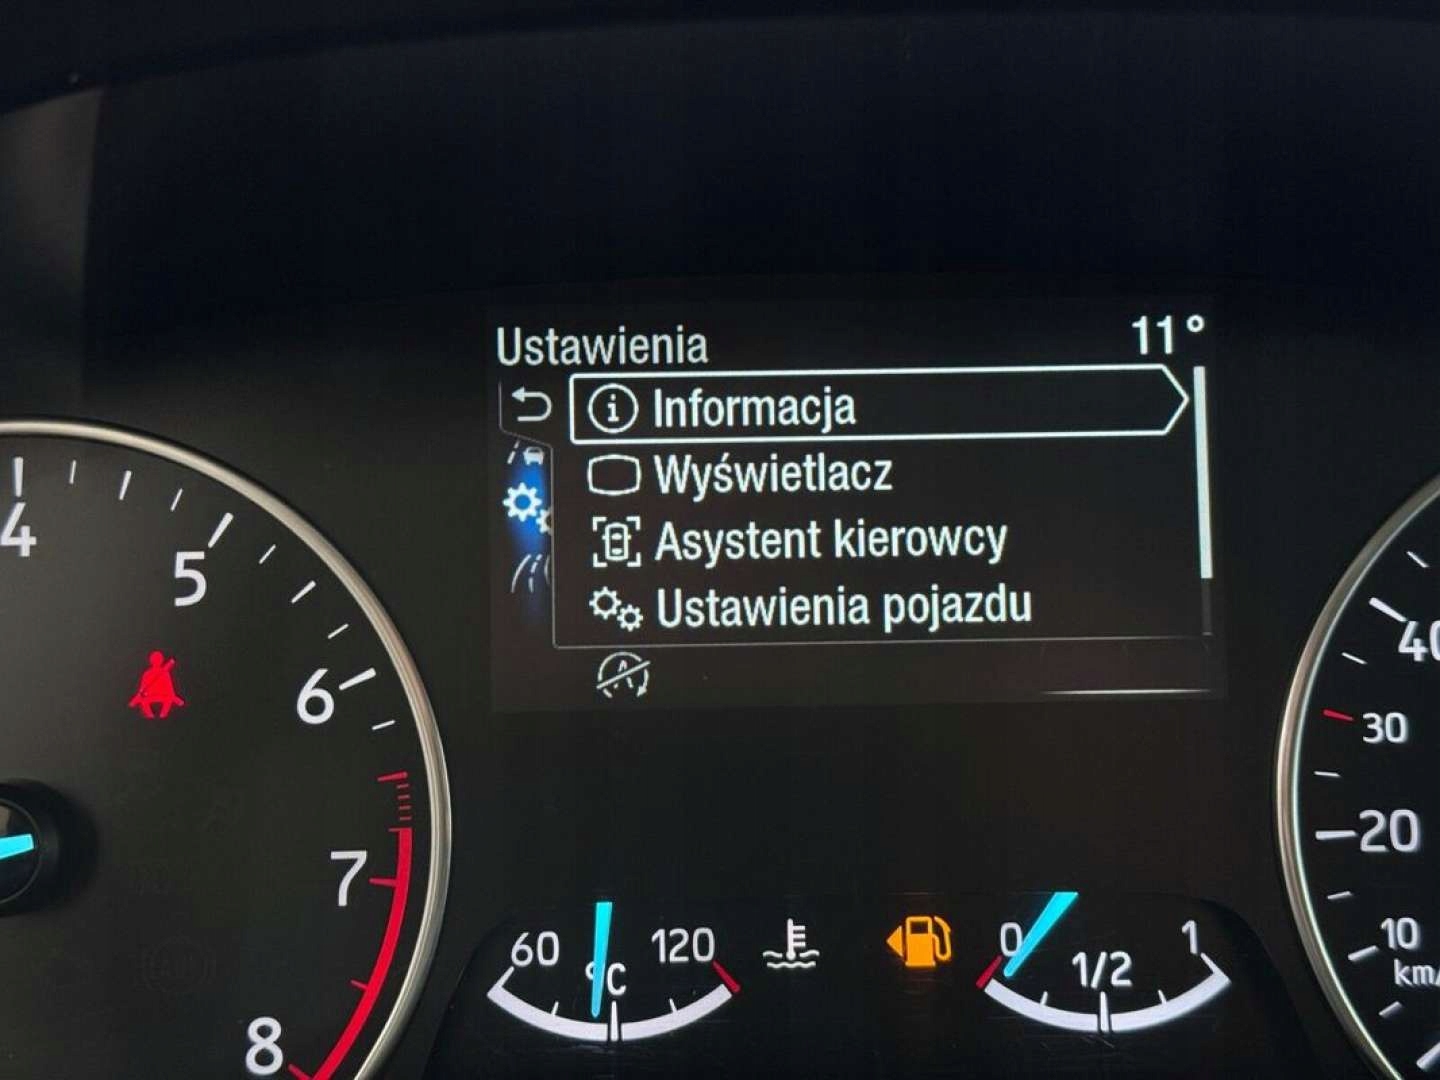 Ustawienia 11°
Informacja
Wyświetlacz
Asystent kierowcy
Ustawienia pojazdu
4
5
6
7
8
60 °C 120
0 1/2 1
40
30
20
10
km/